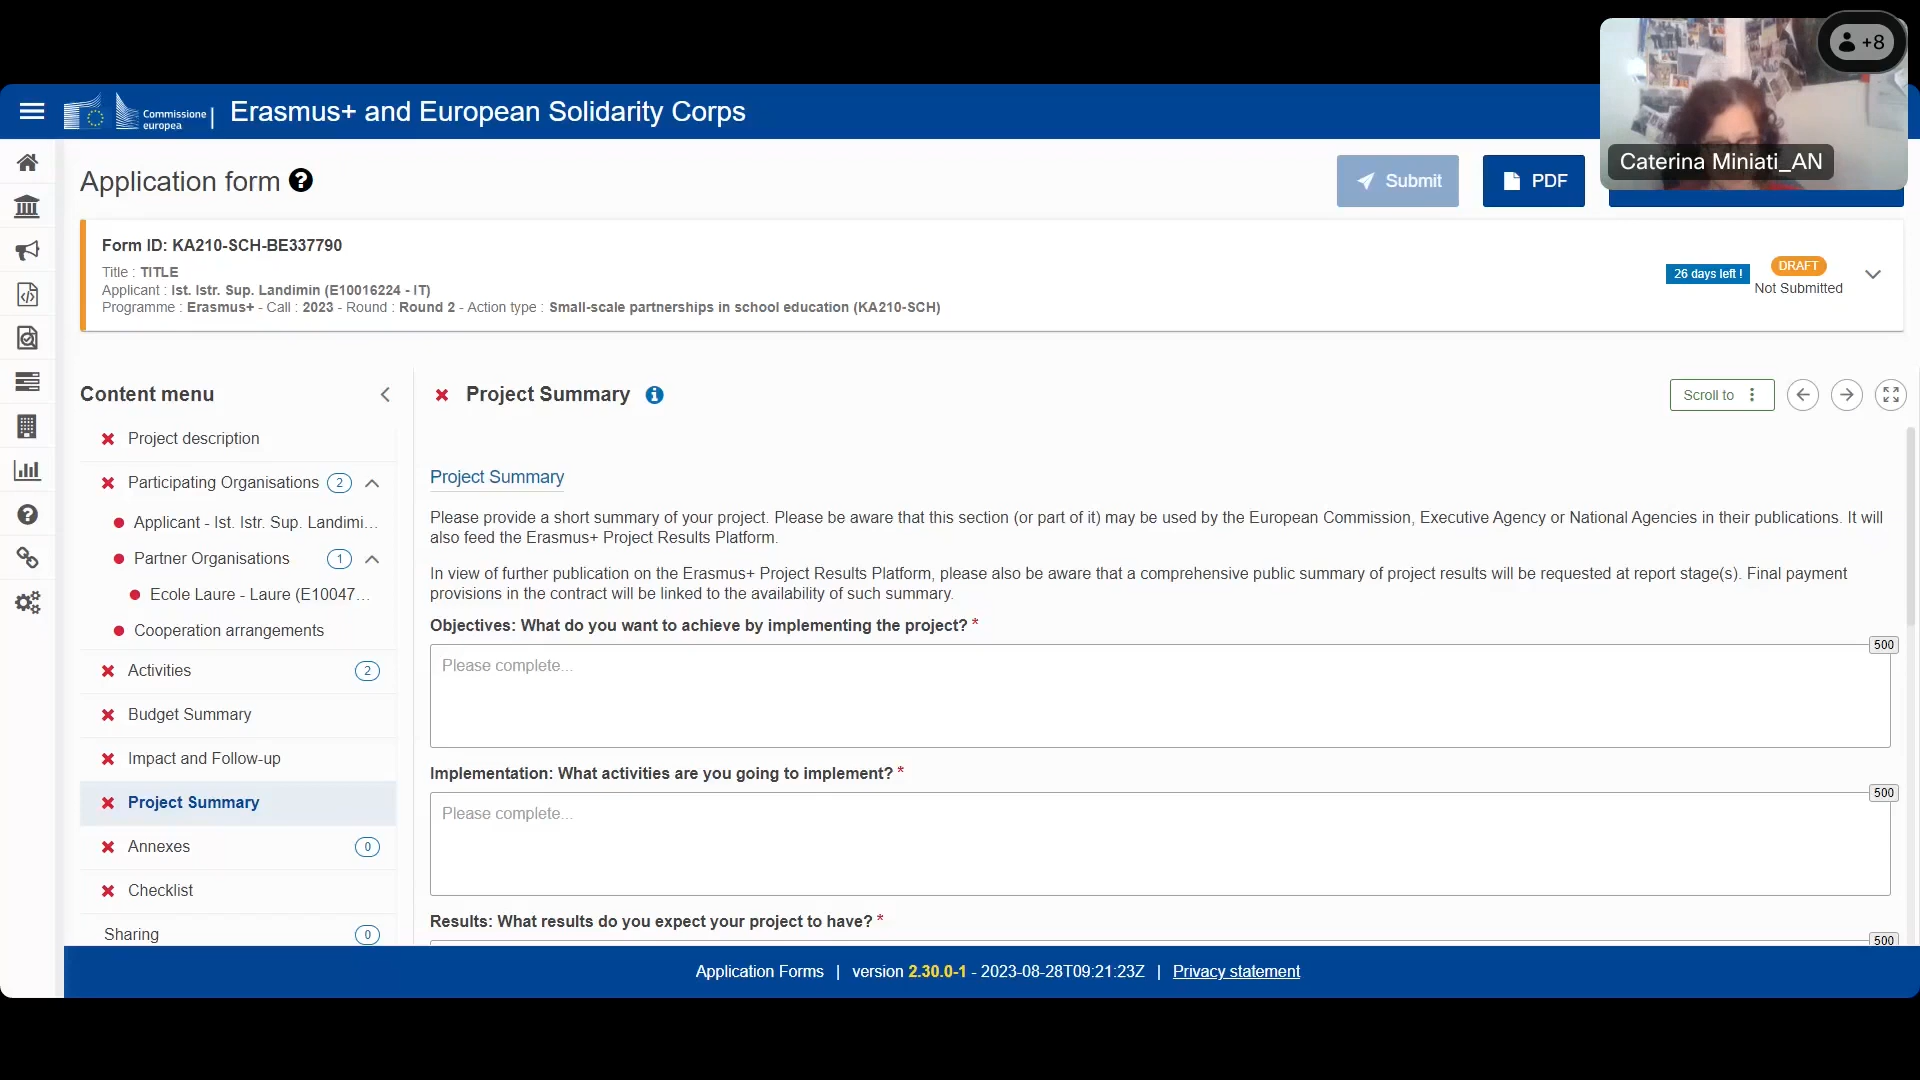 +8
Commissione
europea
Erasmus+ and European Solidarity Corps
Caterina Miniati_AN
Application form
Submit
PDF
Form ID: KA210-SCH-BE337790
Title : TITLE
Applicant : Ist. Istr. Sup. Landimin (E10016224 - IT)
Programme : Erasmus+ - Call : 2023 - Round : Round 2 - Action type : Small-scale partnerships in school education (KA210-SCH)
26 days left !
DRAFT
Not Submitted
Content menu
Project description
Participating Organisations 2
Applicant - Ist. Istr. Sup. Landimi...
Partner Organisations 1
Ecole Laure - Laure (E10047...
Cooperation arrangements
Activities 2
Budget Summary
Impact and Follow-up
Project Summary
Annexes 0
Checklist
Sharing 0
Project Summary
Scroll to
Project Summary
Please provide a short summary of your project. Please be aware that this section (or part of it) may be used by the European Commission, Executive Agency or National Agencies in their publications. It will
also feed the Erasmus+ Project Results Platform.
In view of further publication on the Erasmus+ Project Results Platform, please also be aware that a comprehensive public summary of project results will be requested at report stage(s). Final payment
provisions in the contract will be linked to the availability of such summary.
Objectives: What do you want to achieve by implementing the project? *
500
Please complete...
Implementation: What activities are you going to implement? *
500
Please complete...
Results: What results do you expect your project to have? *
500
Application Forms | version 2.30.0-1 - 2023-08-28T09:21:23Z | Privacy statement